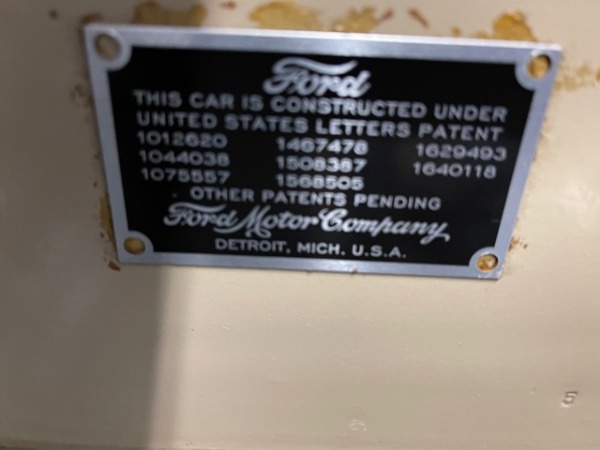 Ford
THIS CAR IS CONSTRUCTED UNDER
UNITED STATES LETTERS PATENT
1012620 1467478 1629493
1044038 1508387 1640118
1075557 1568505
OTHER PATENTS PENDING
Ford Motor Company
DETROIT, MICH. U.S.A.
5